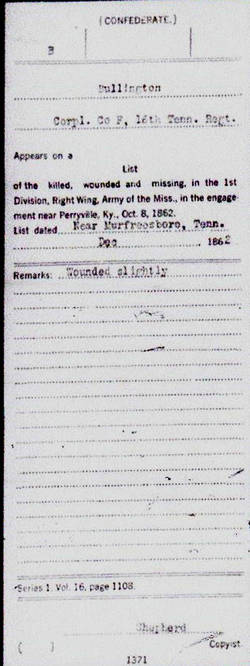 (CONFEDERATE.)
B
Bullington
Corpl. Co F, 16th Tenn. Regt.
Appears on a
List
of the killed, wounded and missing, in the 1st
Division, Right Wing, Army of the Miss., in the engage-
ment near Perryville, Ky., Oct. 8, 1862.
List dated Near Murfreesboro, Tenn.
Dec 1862
Remarks: Wounded slightly
Series 1, Vol. 16, page 1108.
Shepherd
( ) Copyist.
1371